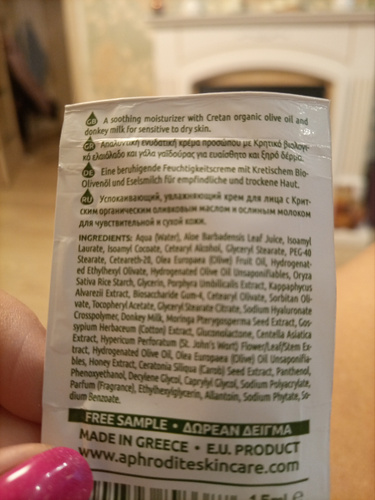 GB A soothing moisturizer with Cretan organic olive oil and
donkey milk for sensitive to dry skin.
GR Απαλυντική ενυδατική κρέμα προσώπου με Κρητικό βιολογι-
κό ελαιόλαδο και γάλα γαϊδούρας για ευαίσθητο και ξηρό δέρμα.
DE Eine beruhigende Feuchtigkeitscreme mit Kretischem Bio-
Olivenöl und Eselsmilch für empfindliche und trockene Haut.
RU Успокаивающий, увлажняющий крем для лица с Крит-
ским органическим оливковым маслом и ослиным молоком
для чувствительной и сухой кожи.
INGREDIENTS: Aqua (Water), Aloe Barbadensis Leaf Juice, Isoamyl
Laurate, Isoamyl Cocoate, Cetearyl Alcohol, Glyceryl Stearate, PEG-40
Stearate, Ceteareth-20, Olea Europaea (Olive) Fruit Oil, Hydrogenat-
ed Ethylhexyl Olivate, Hydrogenated Olive Oil Unsaponifiables, Oryza
Sativa Rice Starch, Glycerin, Porphyra Umbilicalis Extract, Kappaphycus
Alvarezii Extract, Biosaccharide Gum-4, Cetearyl Olivate, Sorbitan Oli-
vate, Tocopheryl Acetate, Glyceryl Stearate Citrate, Sodium Hyaluronate
Crosspolymer, Donkey Milk, Moringa Pterygosperma Seed Extract, Gos-
sypium Herbaceum (Cotton) Extract, Gluconolactone, Centella Asiatica
Extract, Hypericum Perforatum (St. John's Wort) Flower/Leaf/Stem Ex-
tract, Hydrogenated Olive Oil, Olea Europaea (Olive) Oil Unsaponifia-
bles, Honey Extract, Ceratonia Siliqua (Carob) Seed Extract, Panthenol,
Phenoxyethanol, Decylene Glycol, Caprylyl Glycol, Sodium Polyacrylate,
Parfum (Fragrance), Ethylhexylglycerin, Allantoin, Sodium Phytate, So-
dium Benzoate.
FREE SAMPLE • ΔΩΡΕΑΝ ΔΕΙΓΜΑ
MADE IN GREECE • E.U. PRODUCT
www.aphroditeskincare.com